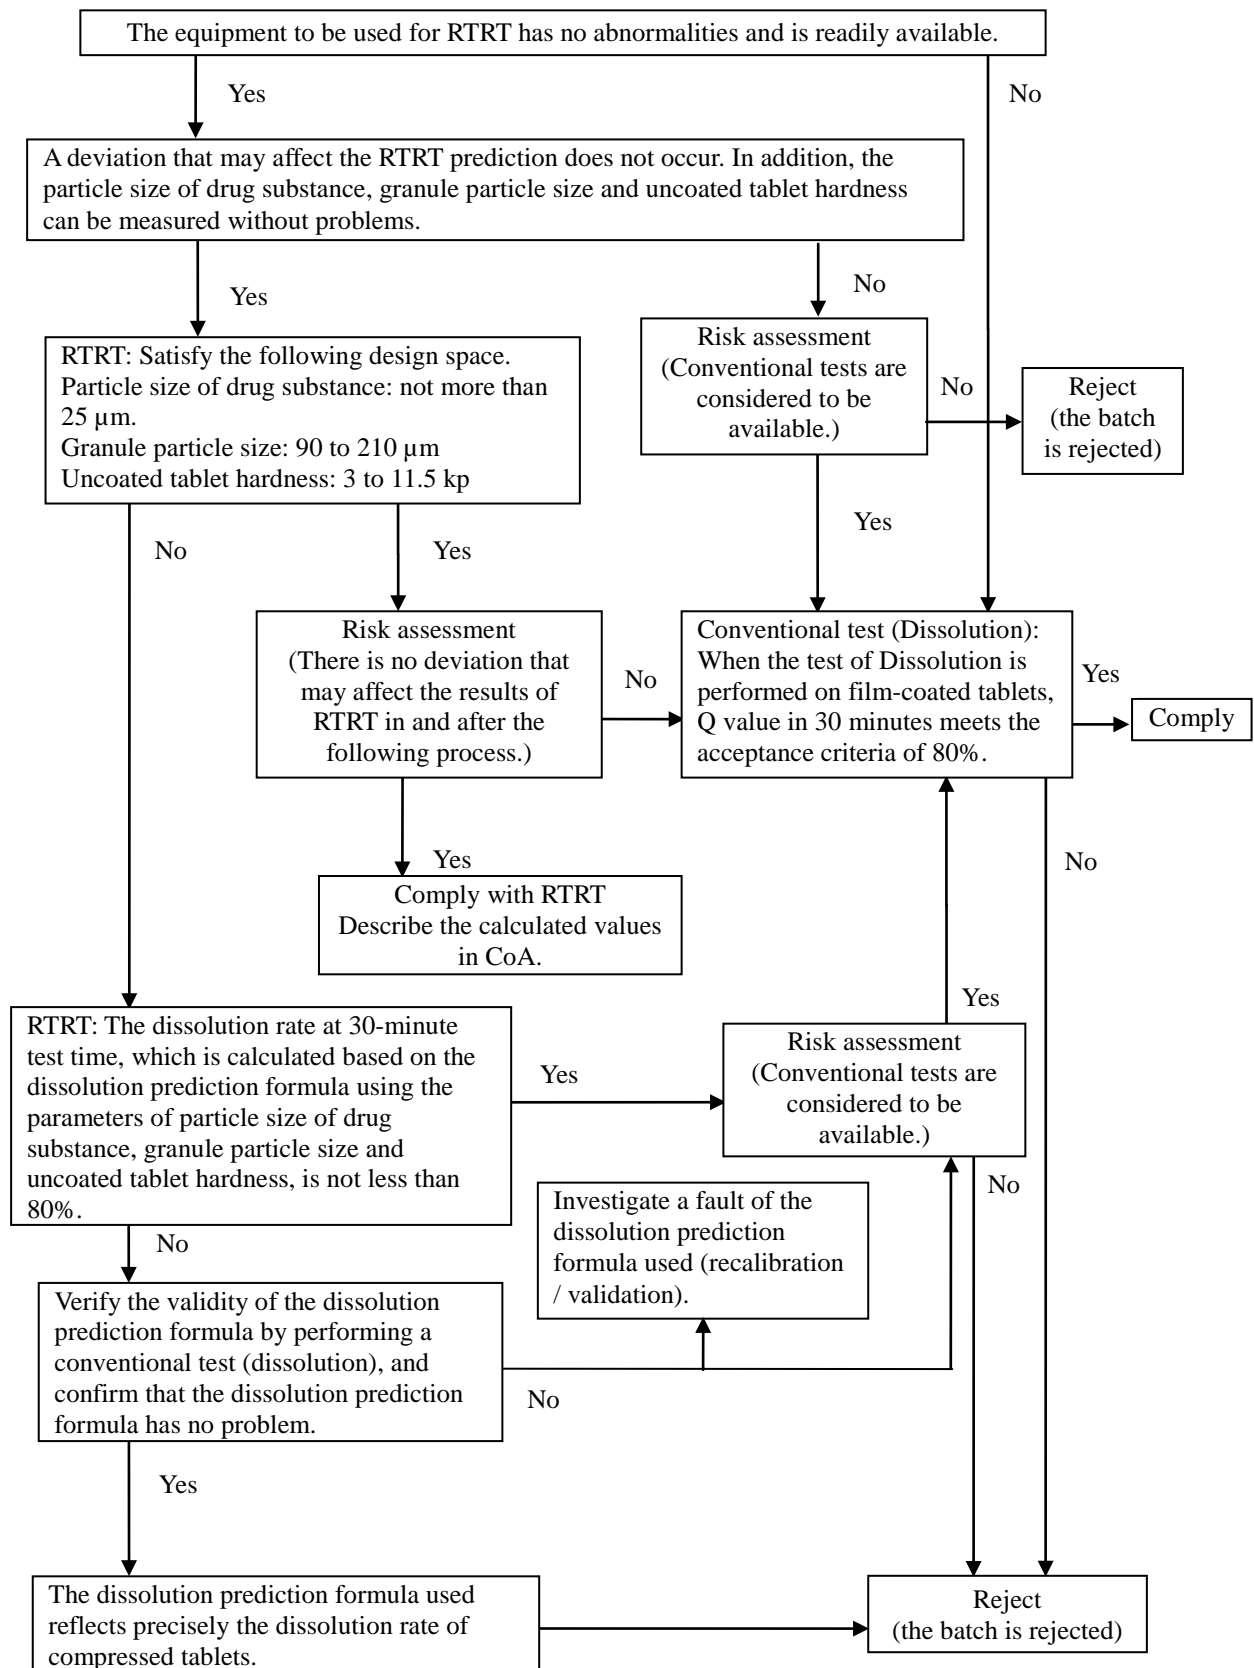 The equipment to be used for RTRT has no abnormalities and is readily available.
Yes
No
A deviation that may affect the RTRT prediction does not occur. In addition, the
particle size of drug substance, granule particle size and uncoated tablet hardness
can be measured without problems.
Yes
No
RTRT: Satisfy the following design space.
Particle size of drug substance: not more than
25 µm.
Granule particle size: 90 to 210 µm
Uncoated tablet hardness: 3 to 11.5 kp
Risk assessment
(Conventional tests are
considered to be
available.)
No
Reject
(the batch
is rejected)
Yes
No
Yes
Risk assessment
(There is no deviation that
may affect the results of
RTRT in and after the
following process.)
No
Conventional test (Dissolution):
When the test of Dissolution is
performed on film-coated tablets,
Q value in 30 minutes meets the
acceptance criteria of 80%.
Yes
Comply
Yes
No
Comply with RTRT
Describe the calculated values
in CoA.
Yes
RTRT: The dissolution rate at 30-minute
test time, which is calculated based on the
dissolution prediction formula using the
parameters of particle size of drug
substance, granule particle size and
uncoated tablet hardness, is not less than
80%.
Yes
Risk assessment
(Conventional tests are
considered to be
available.)
No
No
Investigate a fault of the
dissolution prediction
formula used (recalibration
/ validation).
Verify the validity of the dissolution
prediction formula by performing a
conventional test (dissolution), and
confirm that the dissolution prediction
formula has no problem.
No
Yes
The dissolution prediction formula used
reflects precisely the dissolution rate of
compressed tablets.
Reject
(the batch is rejected)